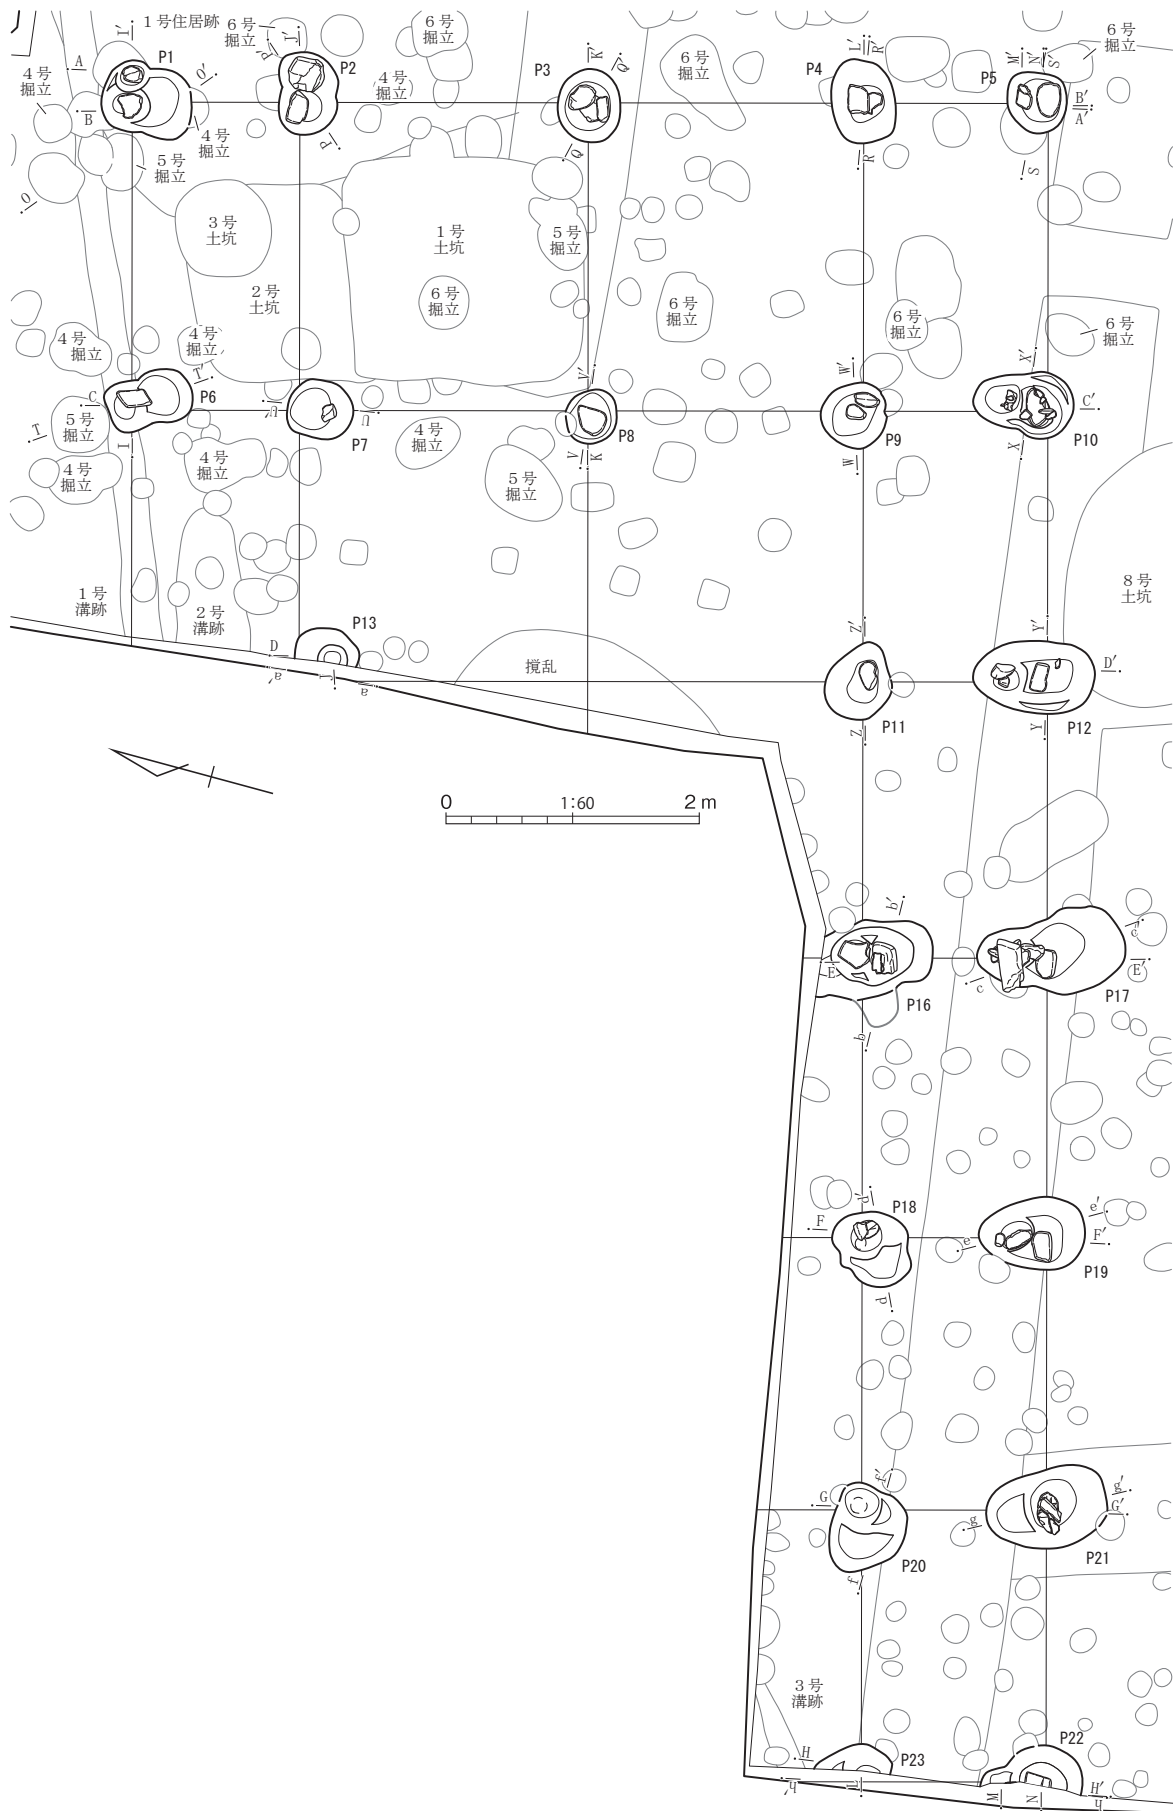 I′
1号住居跡
6号
掘立
J′
P′
6号
掘立
K′
Q′
L′
R′
M′
N′
S′
6号
掘立
A
4号
掘立
P1
O′
P2
4号
掘立
P3
6号
掘立
P4
P5
B
B′
A′
4号
掘立
5号
掘立
P
Q
R
S
O
3号
土坑
1号
土坑
5号
掘立
2号
土坑
6号
掘立
6号
掘立
6号
掘立
6号
掘立
4号
掘立
4号
掘立
T′
V′
W′
X′
C
P6
U′
U
C′
T
5号
掘立
P7
4号
掘立
P8
P9
P10
I
V
K
W
X
4号
掘立
4号
掘立
5号
掘立
1号
溝跡
2号
溝跡
8号
土坑
P13
Z′
Y′
D
攪乱
D′
a′
J
a
P11
P12
Z
Y
0
1:60
2 m
b′
c′
E
E′
c
P16
P17
b
d′
P18
e′
F
e
F′
P19
d
f′
g′
G
G′
g
P20
P21
f
3号
溝跡
P22
H
P23
h′
L
M
N
H′
h